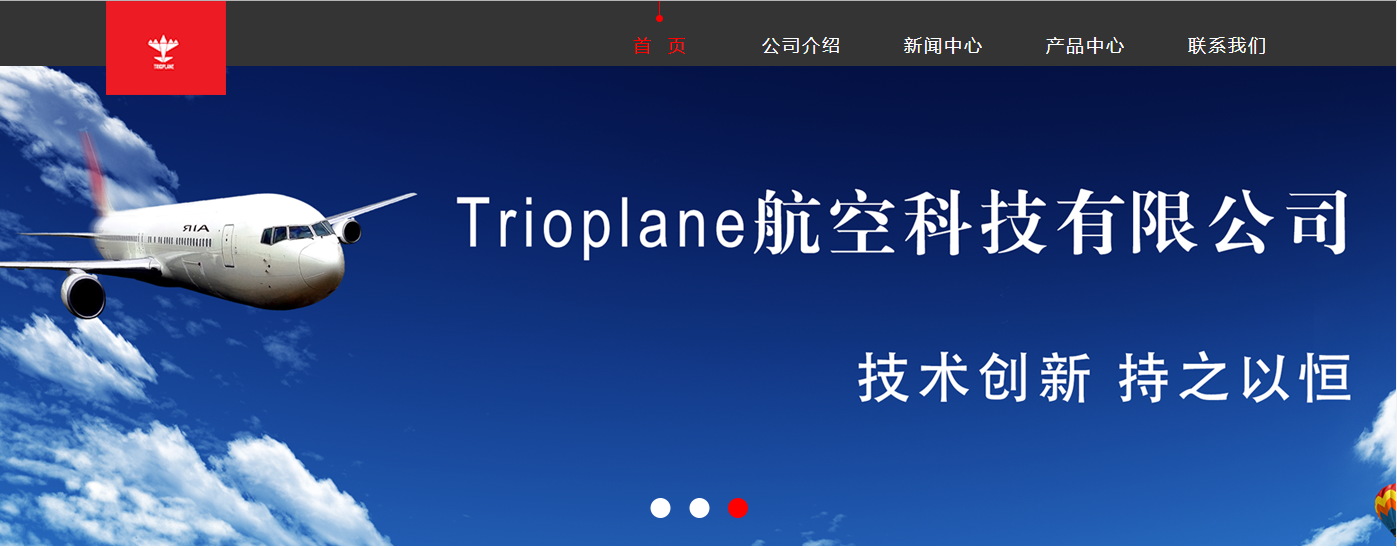 TRIOPLANE
首 页 公司介绍 新闻中心 产品中心 联系我们
AIR
Trioplane航空科技有限公司
技术创新 持之以恒